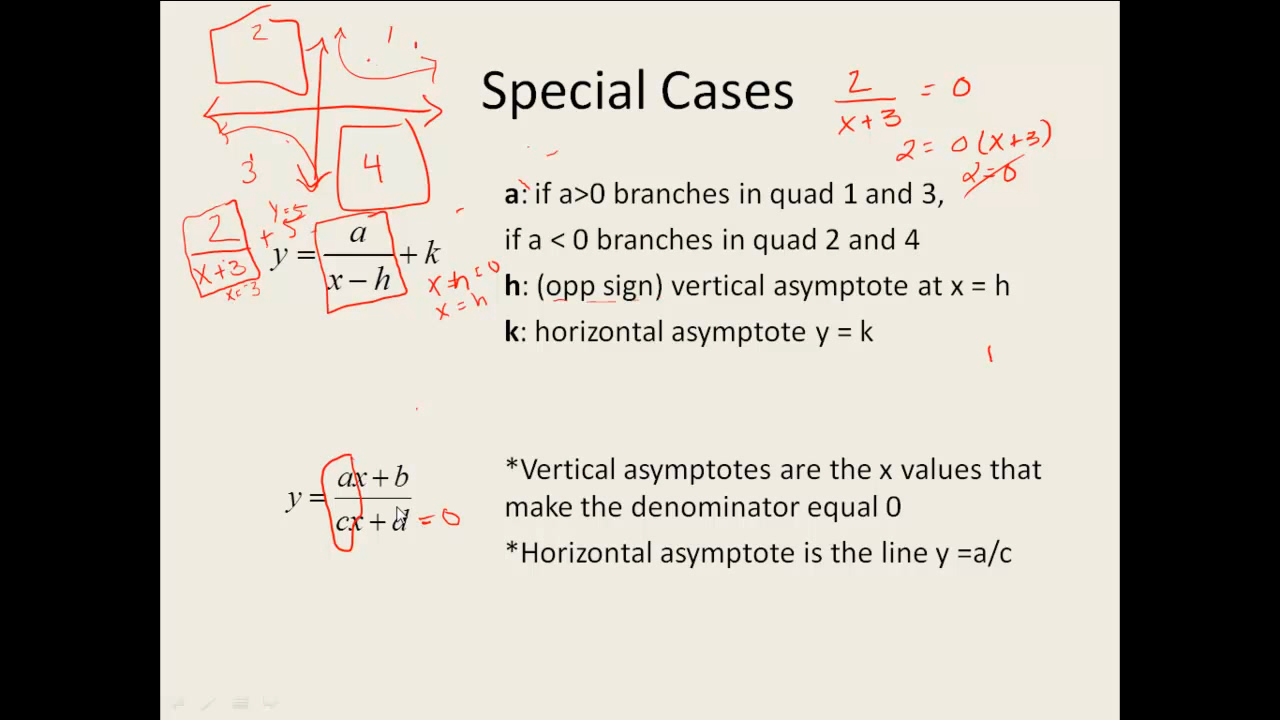 2
1
3
4
Special Cases
2/(x+3) = 0
2 = 0(x+3)
2=0
a: if a>0 branches in quad 1 and 3,
if a < 0 branches in quad 2 and 4
h: (opp sign) vertical asymptote at x = h
k: horizontal asymptote y = k
2/(x+3) + 5
y=5
x=-3
y = a/(x − h) + k
x-h=0
x=h
y = (ax + b)/(cx + d) = 0
*Vertical asymptotes are the x values that
make the denominator equal 0
*Horizontal asymptote is the line y =a/c